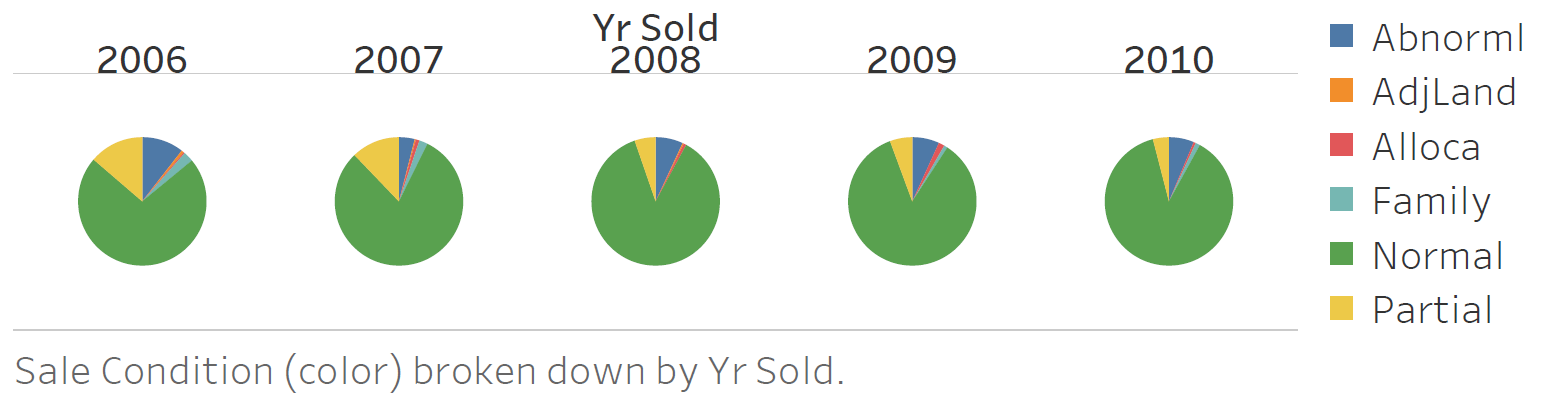 Yr Sold
2006 2007 2008 2009 2010
Abnorml
AdjLand
Alloca
Family
Normal
Partial
Sale Condition (color) broken down by Yr Sold.